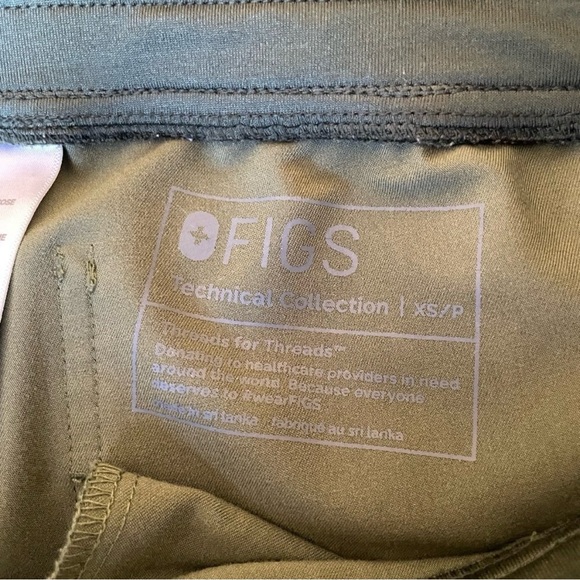 FIGS
Technical Collection | XS/P
Threads for Threads™
Donating to healthcare providers in need
around the world. Because everyone
deserves to #wearFIGS
made in sri lanka fabriqué au sri lanka